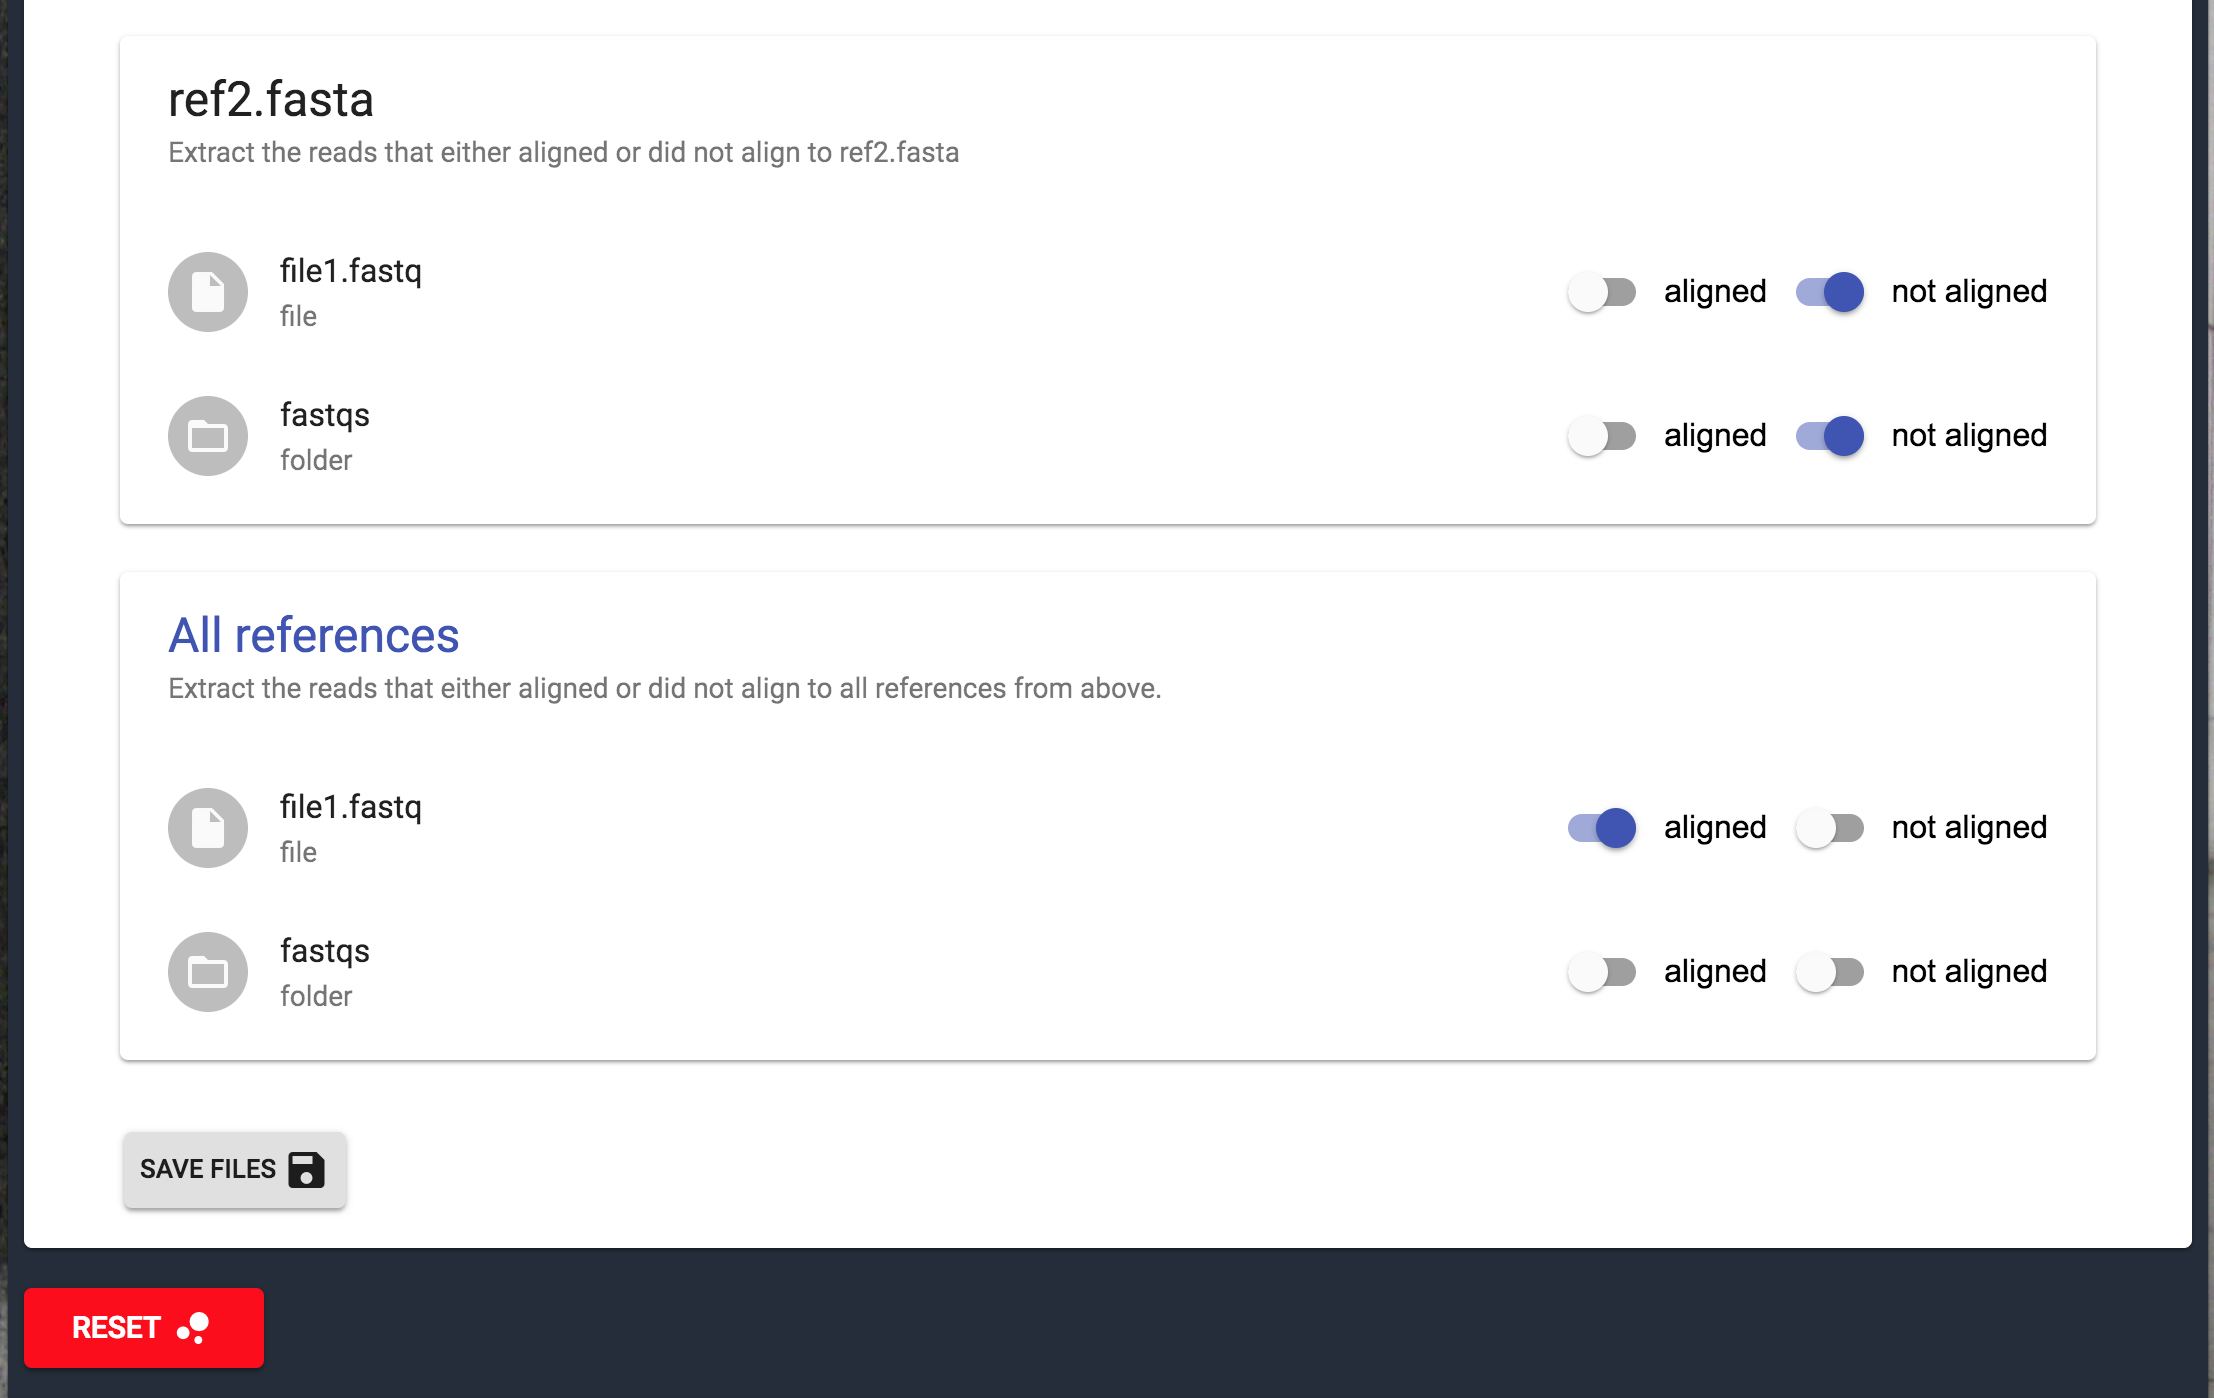 ref2.fasta
Extract the reads that either aligned or did not align to ref2.fasta
file1.fastq
file
aligned
not aligned
fastqs
folder
aligned
not aligned
All references
Extract the reads that either aligned or did not align to all references from above.
file1.fastq
file
aligned
not aligned
fastqs
folder
aligned
not aligned
SAVE FILES
RESET